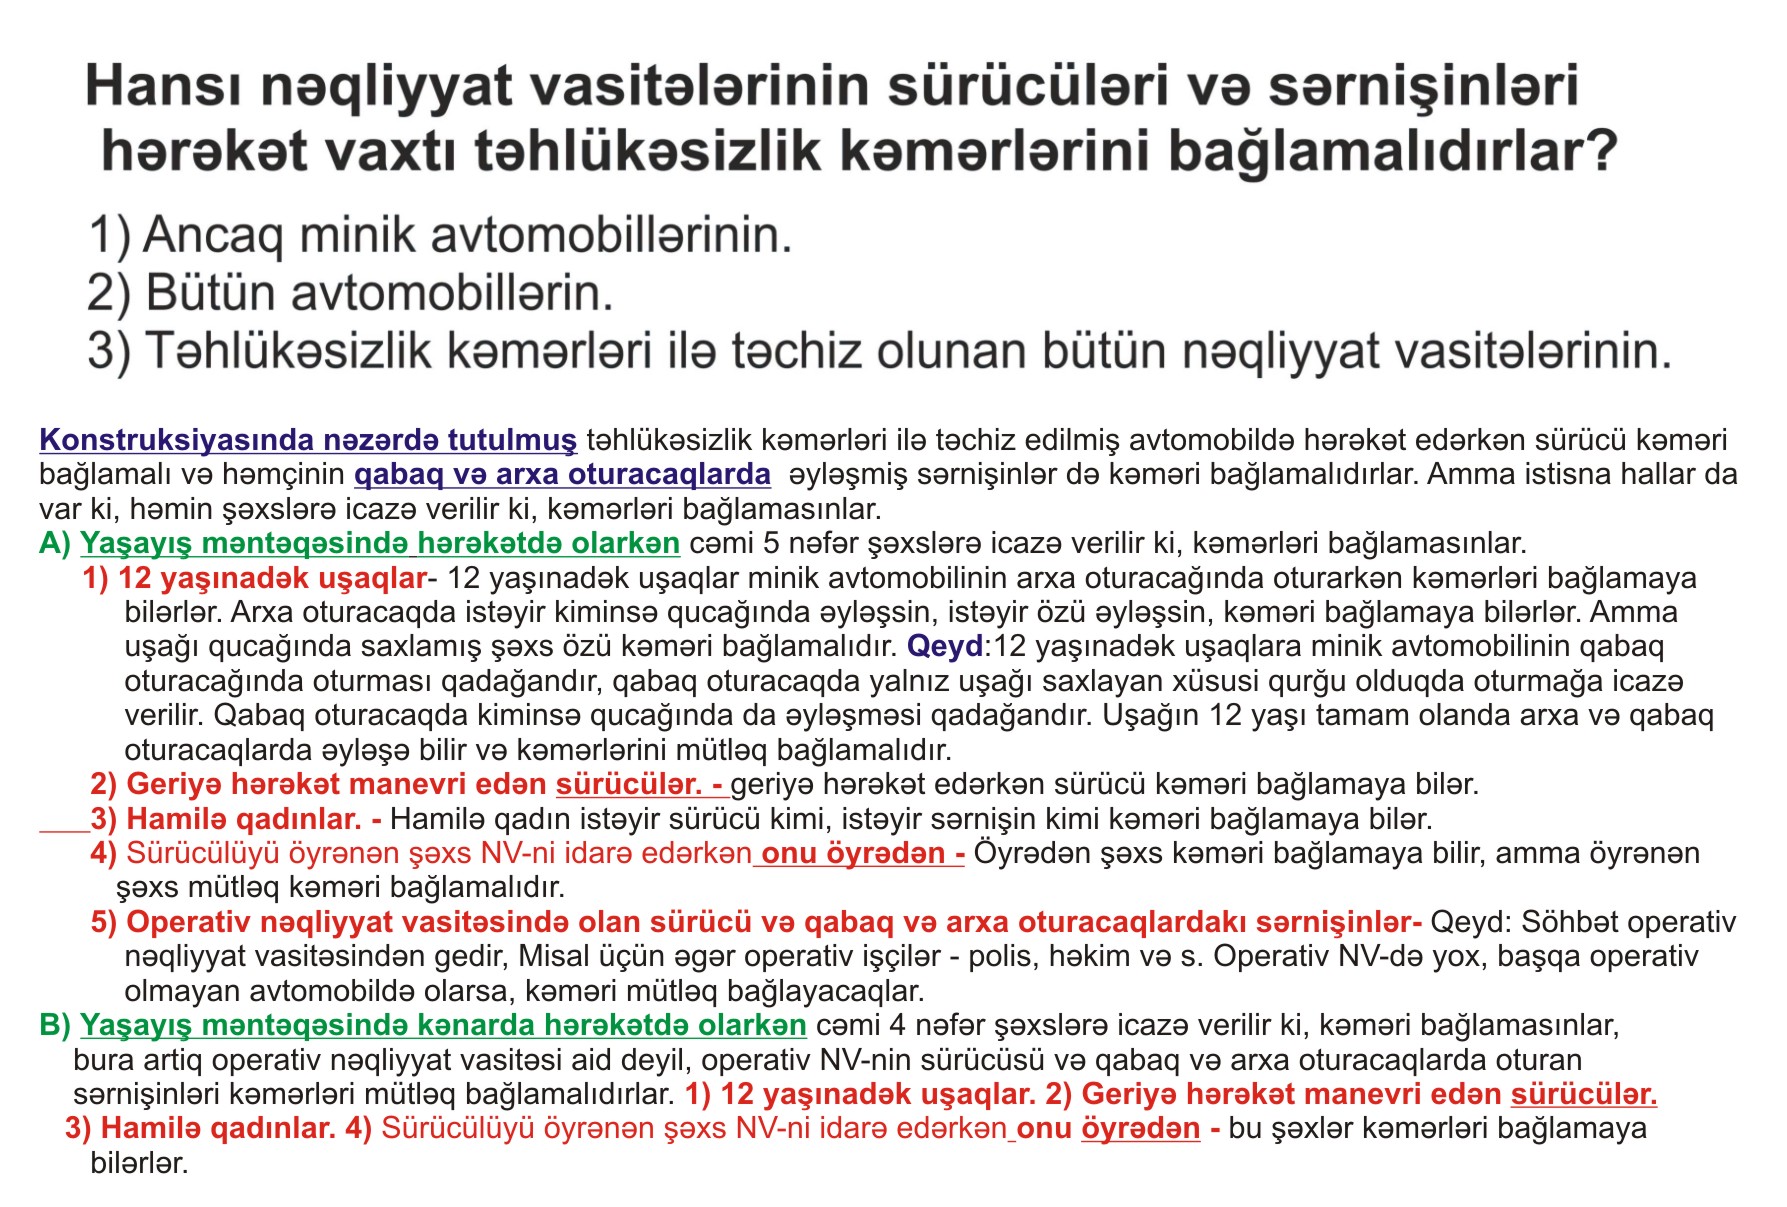 Hansı nəqliyyat vasitələrinin sürücüləri və sərnişinləri
hərəkət vaxtı təhlükəsizlik kəmərlərini bağlamalıdırlar?
1) Ancaq minik avtomobillərinin.
2) Bütün avtomobillərin.
3) Təhlükəsizlik kəmərləri ilə təchiz olunan bütün nəqliyyat vasitələrinin.
Konstruksiyasında nəzərdə tutulmuş təhlükəsizlik kəmərləri ilə təchiz edilmiş avtomobildə hərəkət edərkən sürücü kəməri
bağlamalı və həmçinin qabaq və arxa oturacaqlarda əyləşmiş sərnişinlər də kəməri bağlamalıdırlar. Amma istisna hallar da
var ki, həmin şəxslərə icazə verilir ki, kəmərləri bağlamasınlar.
A) Yaşayış məntəqəsində hərəkətdə olarkən cəmi 5 nəfər şəxslərə icazə verilir ki, kəmərləri bağlamasınlar.
1) 12 yaşınadək uşaqlar- 12 yaşınadək uşaqlar minik avtomobilinin arxa oturacağında oturarkən kəmərləri bağlamaya
bilərlər. Arxa oturacaqda istəyir kiminsə qucağında əyləşsin, istəyir özü əyləşsin, kəməri bağlamaya bilərlər. Amma
uşağı qucağında saxlamış şəxs özü kəməri bağlamalıdır. Qeyd:12 yaşınadək uşaqlara minik avtomobilinin qabaq
oturacağında oturması qadağandır, qabaq oturacaqda yalnız uşağı saxlayan xüsusi qurğu olduqda oturmağa icazə
verilir. Qabaq oturacaqda kiminsə qucağında da əyləşməsi qadağandır. Uşağın 12 yaşı tamam olanda arxa və qabaq
oturacaqlarda əyləşə bilir və kəmərlərini mütləq bağlamalıdır.
2) Geriyə hərəkət manevri edən sürücülər. - geriyə hərəkət edərkən sürücü kəməri bağlamaya bilər.
___3) Hamilə qadınlar. - Hamilə qadın istəyir sürücü kimi, istəyir sərnişin kimi kəməri bağlamaya bilər.
4) Sürücülüyü öyrənən şəxs NV-ni idarə edərkən onu öyrədən - Öyrədən şəxs kəməri bağlamaya bilir, amma öyrənən
şəxs mütləq kəməri bağlamalıdır.
5) Operativ nəqliyyat vasitəsində olan sürücü və qabaq və arxa oturacaqlardakı sərnişinlər- Qeyd: Söhbət operativ
nəqliyyat vasitəsindən gedir, Misal üçün əgər operativ işçilər - polis, həkim və s. Operativ NV-də yox, başqa operativ
olmayan avtomobildə olarsa, kəməri mütləq bağlayacaqlar.
B) Yaşayış məntəqəsində kənarda hərəkətdə olarkən cəmi 4 nəfər şəxslərə icazə verilir ki, kəməri bağlamasınlar,
bura artiq operativ nəqliyyat vasitəsi aid deyil, operativ NV-nin sürücüsü və qabaq və arxa oturacaqlarda oturan
sərnişinləri kəmərləri mütləq bağlamalıdırlar. 1) 12 yaşınadək uşaqlar. 2) Geriyə hərəkət manevri edən sürücülər.
3) Hamilə qadınlar. 4) Sürücülüyü öyrənən şəxs NV-ni idarə edərkən onu öyrədən - bu şəxlər kəmərləri bağlamaya
bilərlər.